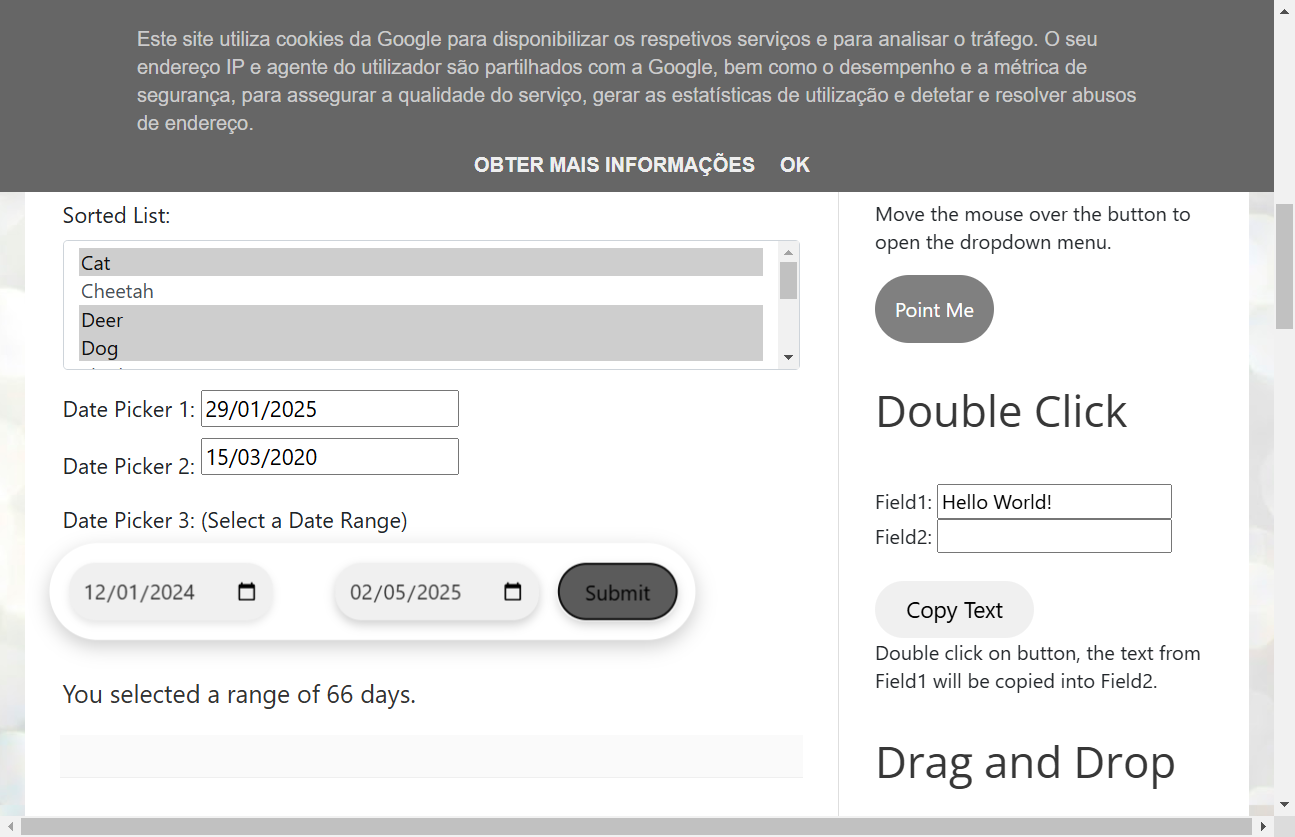 Este site utiliza cookies da Google para disponibilizar os respetivos serviços e para analisar o tráfego. O seu
endereço IP e agente do utilizador são partilhados com a Google, bem como o desempenho e a métrica de
segurança, para assegurar a qualidade do serviço, gerar as estatísticas de utilização e detetar e resolver abusos
de endereço.
OBTER MAIS INFORMAÇÕES OK
Sorted List:
Cat
Cheetah
Deer
Dog
Date Picker 1: 29/01/2025
Date Picker 2: 15/03/2020
Date Picker 3: (Select a Date Range)
12/01/2024 02/05/2025 Submit
You selected a range of 66 days.
Move the mouse over the button to
open the dropdown menu.
Point Me
Double Click
Field1: Hello World!
Field2:
Copy Text
Double click on button, the text from
Field1 will be copied into Field2.
Drag and Drop